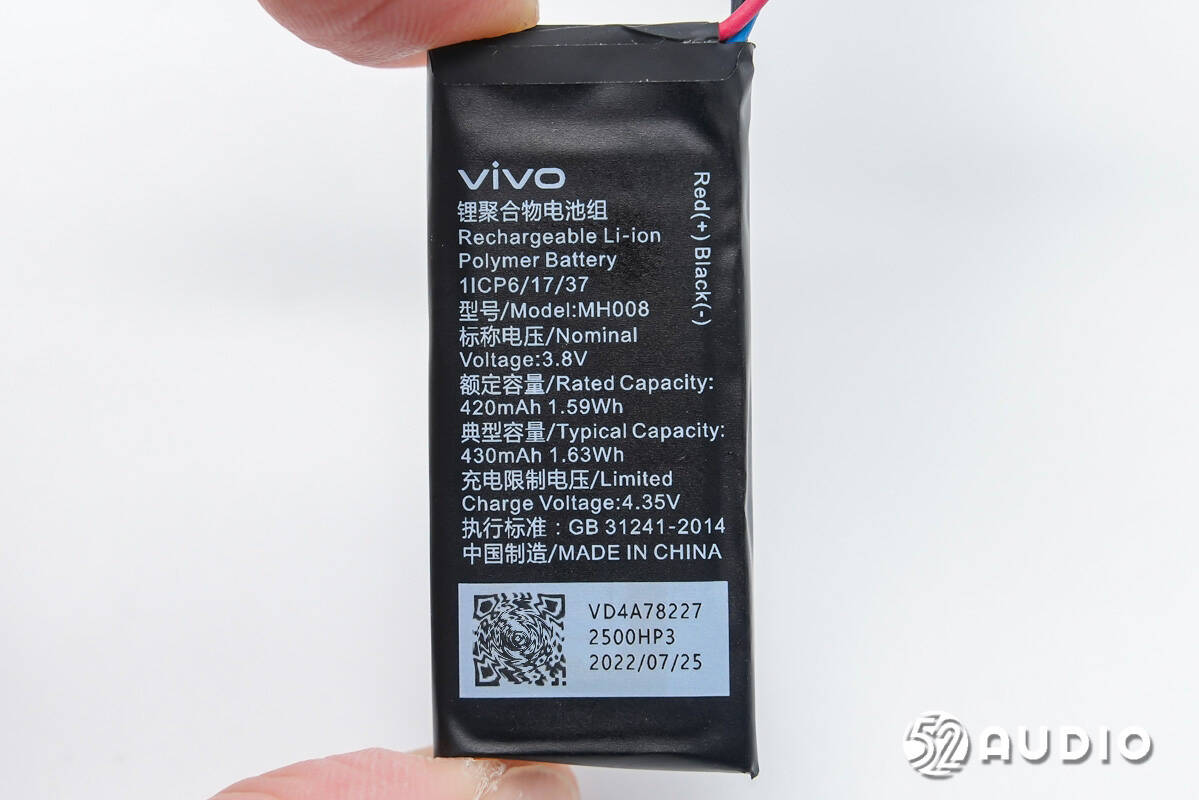 vivo
锂聚合物电池组
Rechargeable Li-ion
Polymer Battery
1ICP6/17/37
型号/Model:MH008
标称电压/Nominal
Voltage:3.8V
额定容量/Rated Capacity:
420mAh 1.59Wh
典型容量/Typical Capacity:
430mAh 1.63Wh
充电限制电压/Limited
Charge Voltage:4.35V
执行标准：GB 31241-2014
中国制造/MADE IN CHINA
Red(+) Black(-)
VD4A78227
2500HP3
2022/07/25
52 AUDIO